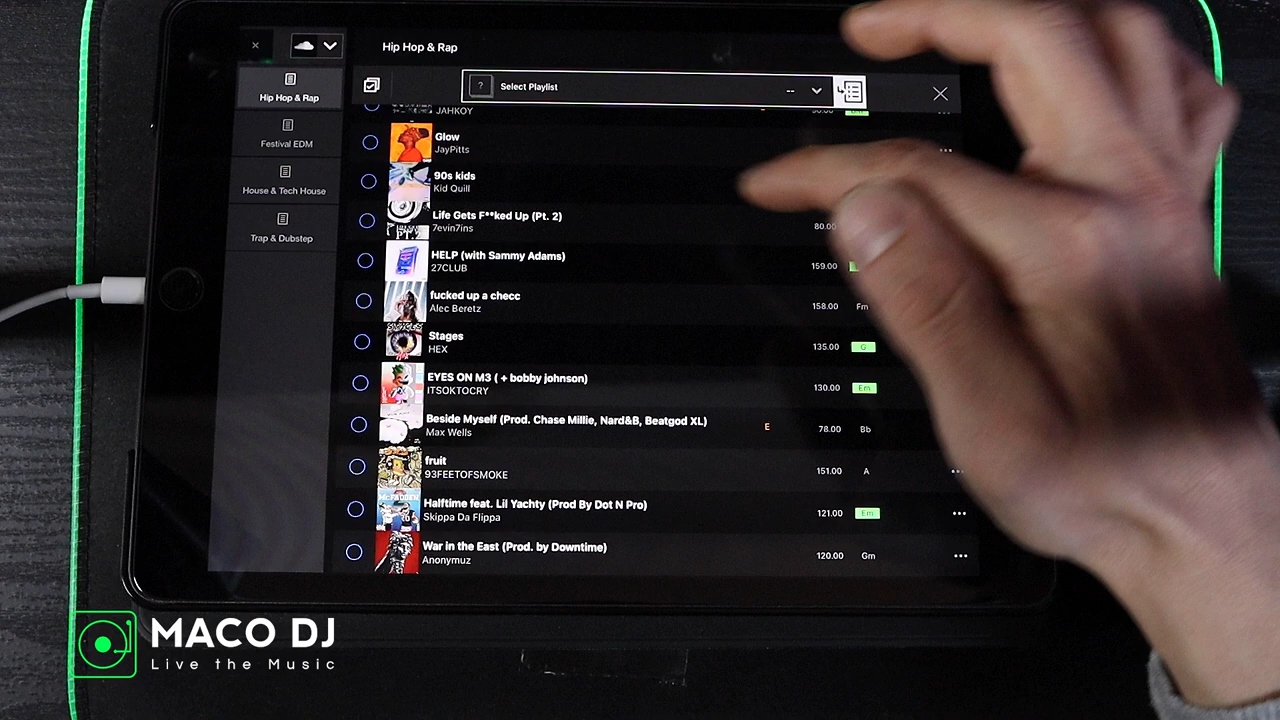 Hip Hop & Rap
Hip Hop & Rap
Festival EDM
House & Tech House
Trap & Dubstep
? Select Playlist --
JAHKOY
Glow
JayPitts
90s kids
Kid Quill
Life Gets F**ked Up (Pt. 2)
7evin7ins
80.00
HELP (with Sammy Adams)
27CLUB
159.00
fucked up a checc
Alec Beretz
158.00 Fm
Stages
HEX
135.00 G
EYES ON M3 ( + bobby johnson)
ITSOKTOCRY
130.00 Em
Beside Myself (Prod. Chase Millie, Nard&B, Beatgod XL)
Max Wells
E 78.00 Bb
fruit
93FEETOFSMOKE
151.00 A
Halftime feat. Lil Yachty (Prod By Dot N Pro)
Skippa Da Flippa
121.00 Em
War in the East (Prod. by Downtime)
Anonymuz
120.00 Gm
MACO DJ
Live the Music